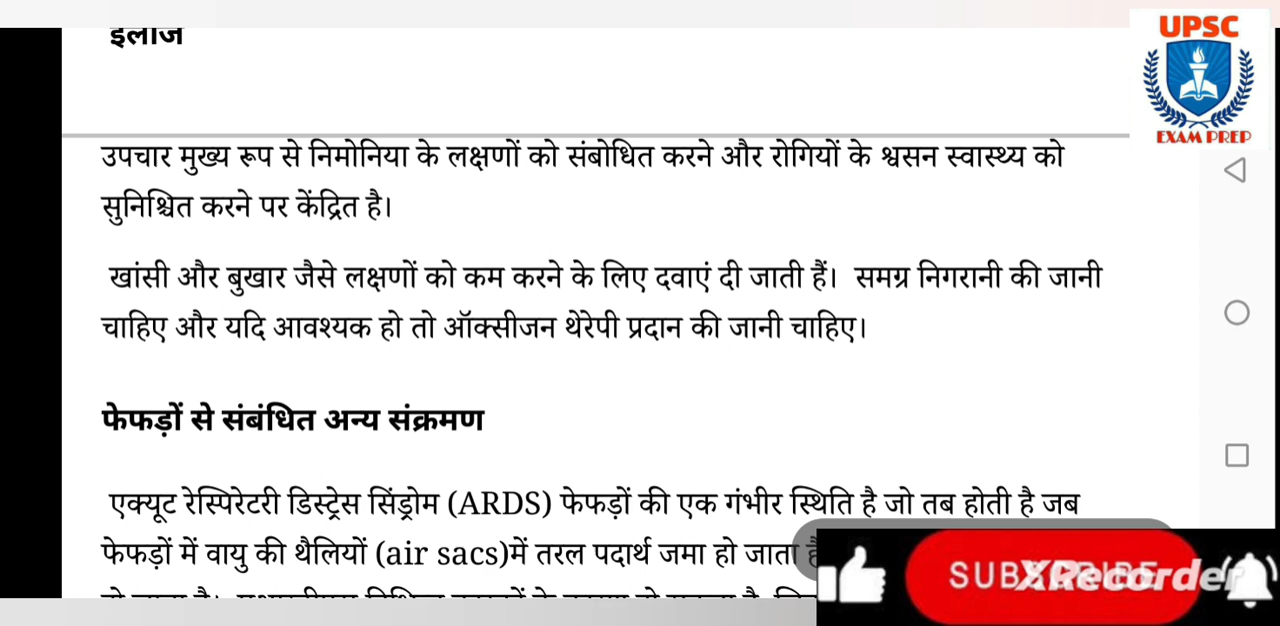 इलाज
UPSC
EXAM PREP
उपचार मुख्य रूप से निमोनिया के लक्षणों को संबोधित करने और रोगियों के श्वसन स्वास्थ्य को
सुनिश्चित करने पर केंद्रित है।
खांसी और बुखार जैसे लक्षणों को कम करने के लिए दवाएं दी जाती हैं। समग्र निगरानी की जानी
चाहिए और यदि आवश्यक हो तो ऑक्सीजन थेरेपी प्रदान की जानी चाहिए।
फेफड़ों से संबंधित अन्य संक्रमण
एक्यूट रेस्पिरेटरी डिस्ट्रेस सिंड्रोम (ARDS) फेफड़ों की एक गंभीर स्थिति है जो तब होती है जब
फेफड़ों में वायु की थैलियों (air sacs)में तरल पदार्थ जमा हो जाता
SUBSCRIBE
XRecorder